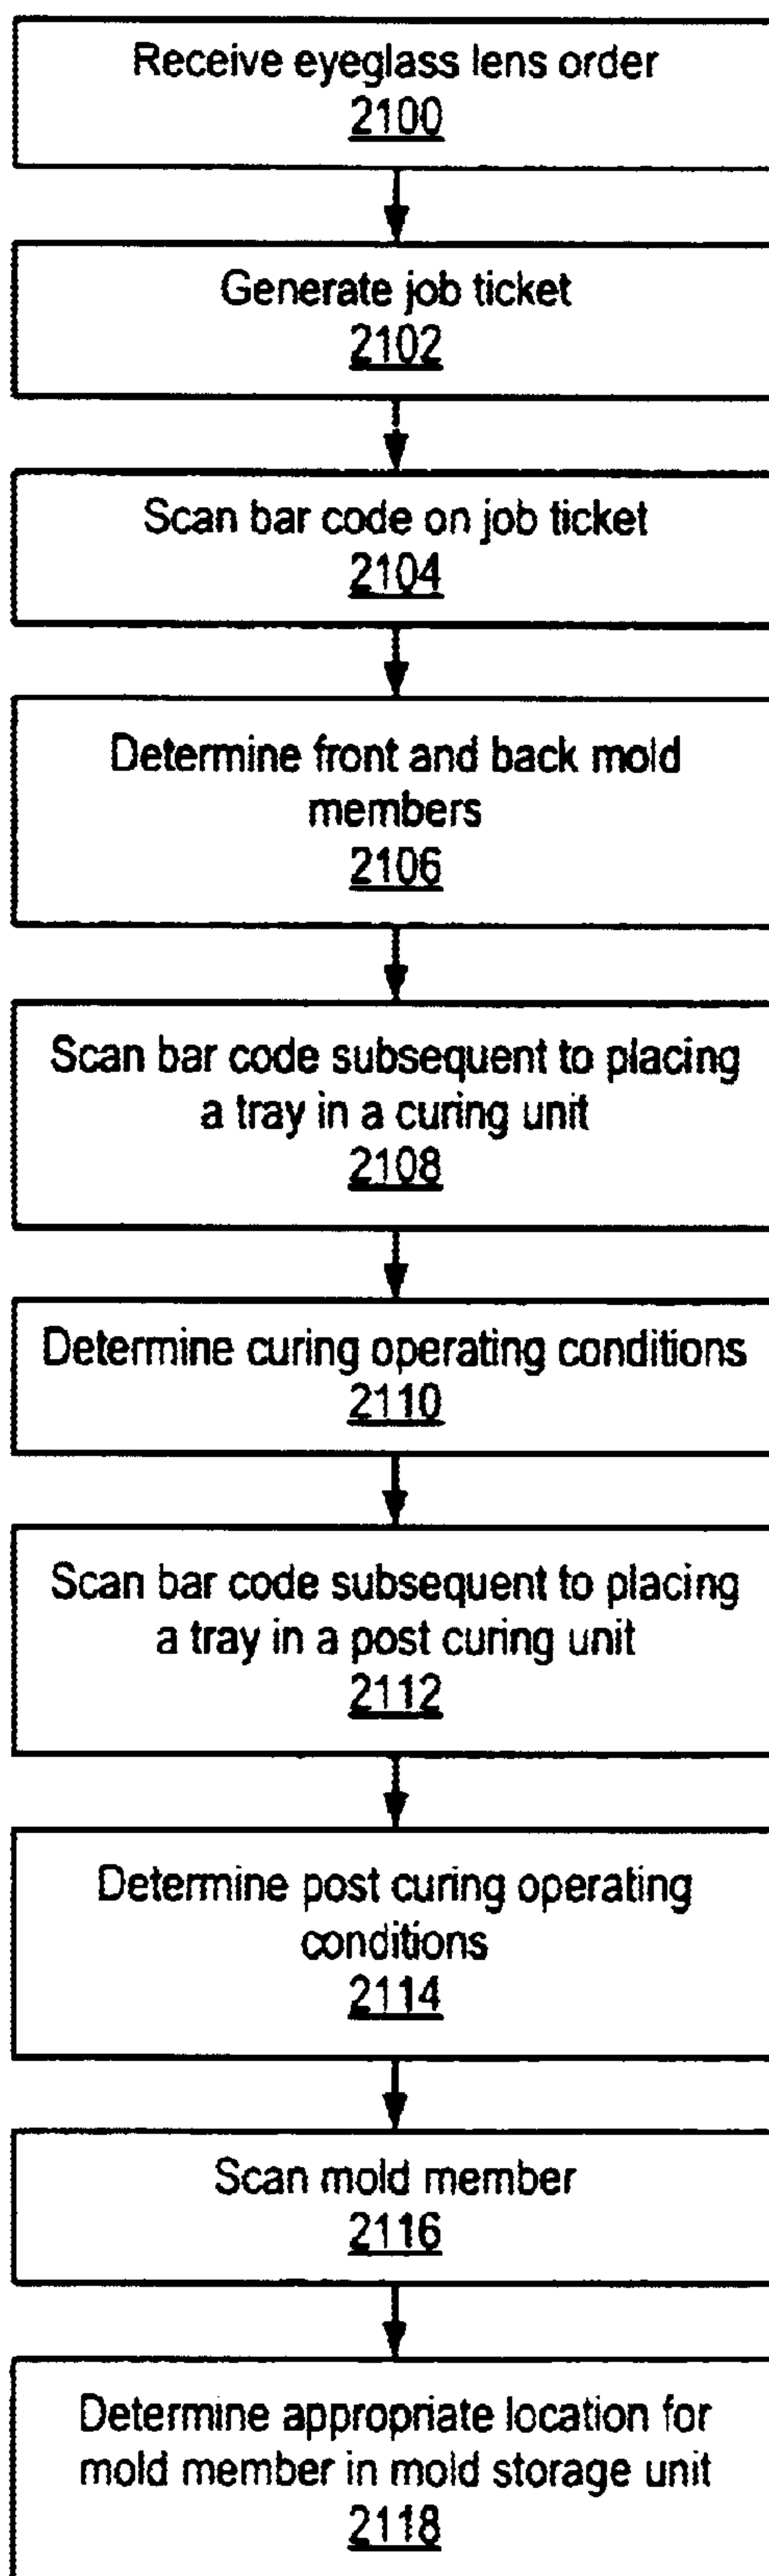 Receive eyeglass lens order
2100
Generate job ticket
2102
Scan bar code on job ticket
2104
Determine front and back mold
members
2106
Scan bar code subsequent to placing
a tray in a curing unit
2108
Determine curing operating conditions
2110
Scan bar code subsequent to placing
a tray in a post curing unit
2112
Determine post curing operating
conditions
2114
Scan mold member
2116
Determine appropriate location for
mold member in mold storage unit
2118